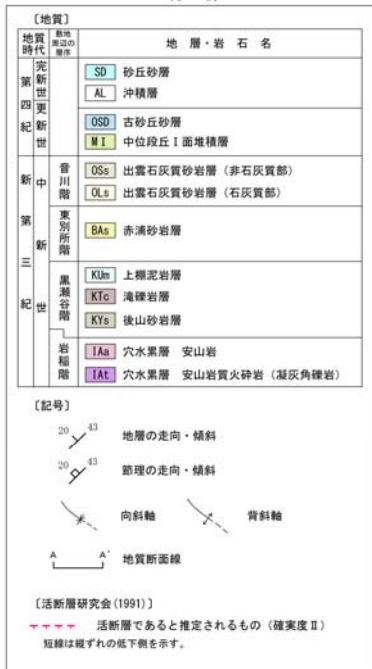 〔地質〕
地質時代 敷地周辺の層序 地層・岩石名
第四紀 完新世 SD 砂丘砂層
AL 沖積層
更新世 OSD 古砂丘砂層
MⅠ 中位段丘Ⅰ面堆積層
新第三紀 中新世 音川階 OSs 出雲石灰質砂岩層（非石灰質部）
OLs 出雲石灰質砂岩層（石灰質部）
東別所階 BAs 赤浦砂岩層
黒瀬谷階 KUm 上棚泥岩層
KTc 滝礫岩層
KYs 後山砂岩層
岩稲階 IAa 穴水累層 安山岩
IAt 穴水累層 安山岩質火砕岩（凝灰角礫岩）
〔記号〕
20 43 地層の走向・傾斜
20 43 節理の走向・傾斜
向斜軸 背斜軸
A A' 地質断面線
〔活断層研究会(1991)〕
活断層であると推定されるもの（確実度Ⅱ）
短線は縦ずれの低下側を示す。